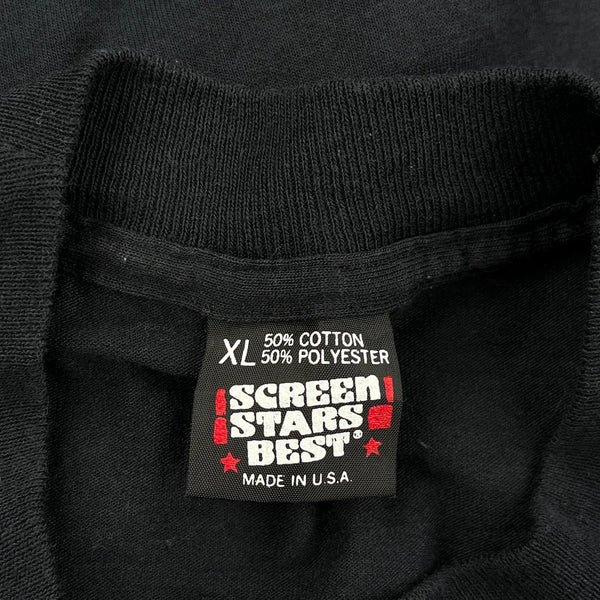 XL 50% COTTON
50% POLYESTER
SCREEN
STARS
BEST®
MADE IN U.S.A.